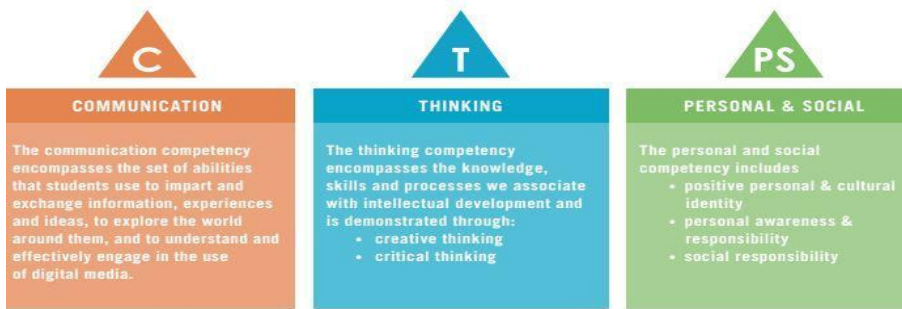 C
COMMUNICATION
The communication competency
encompasses the set of abilities
that students use to impart and
exchange information, experiences
and ideas, to explore the world
around them, and to understand and
effectively engage in the use
of digital media.
T
THINKING
The thinking competency
encompasses the knowledge,
skills and processes we associate
with intellectual development and
is demonstrated through:
• creative thinking
• critical thinking
PS
PERSONAL & SOCIAL
The personal and social
competency includes
• positive personal & cultural
identity
• personal awareness &
responsibility
• social responsibility